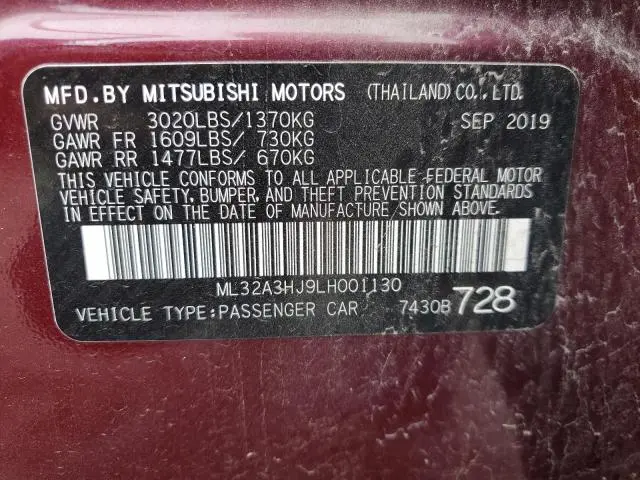 MFD.BY MITSUBISHI MOTORS (THAILAND) CO.,LTD.
GVWR 3020LBS/1370KG SEP 2019
GAWR FR 1609LBS/ 730KG
GAWR RR 1477LBS/ 670KG
THIS VEHICLE CONFORMS TO ALL APPLICABLE FEDERAL MOTOR
VEHICLE SAFETY, BUMPER, AND THEFT PREVENTION STANDARDS
IN EFFECT ON THE DATE OF MANUFACTURE SHOWN ABOVE.
ML32A3HJ9LH001130
VEHICLE TYPE:PASSENGER CAR 7430B 728